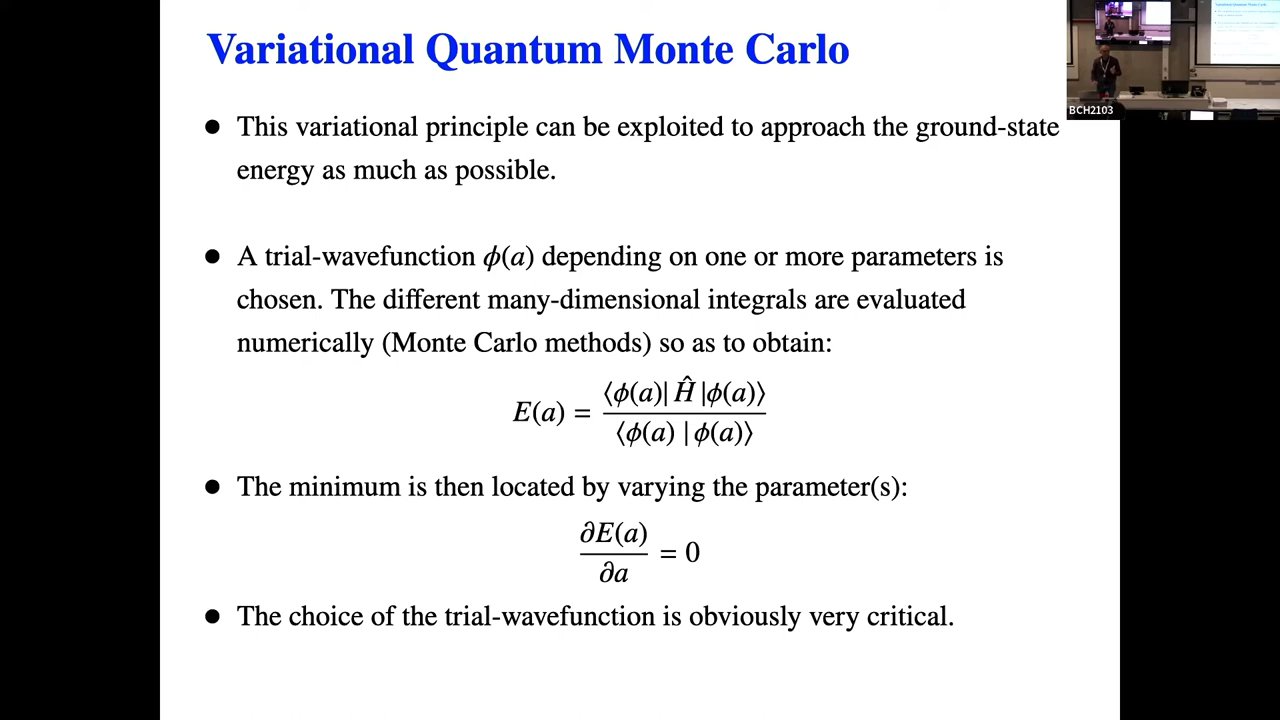 Variational Quantum Monte Carlo
● This variational principle can be exploited to approach the ground-state
energy as much as possible.
● A trial-wavefunction ϕ(a) depending on one or more parameters is
chosen. The different many-dimensional integrals are evaluated
numerically (Monte Carlo methods) so as to obtain:
E(a) = ⟨ϕ(a)| Ĥ |ϕ(a)⟩ / ⟨ϕ(a) | ϕ(a)⟩
● The minimum is then located by varying the parameter(s):
∂E(a) / ∂a = 0
● The choice of the trial-wavefunction is obviously very critical.
BCH2103